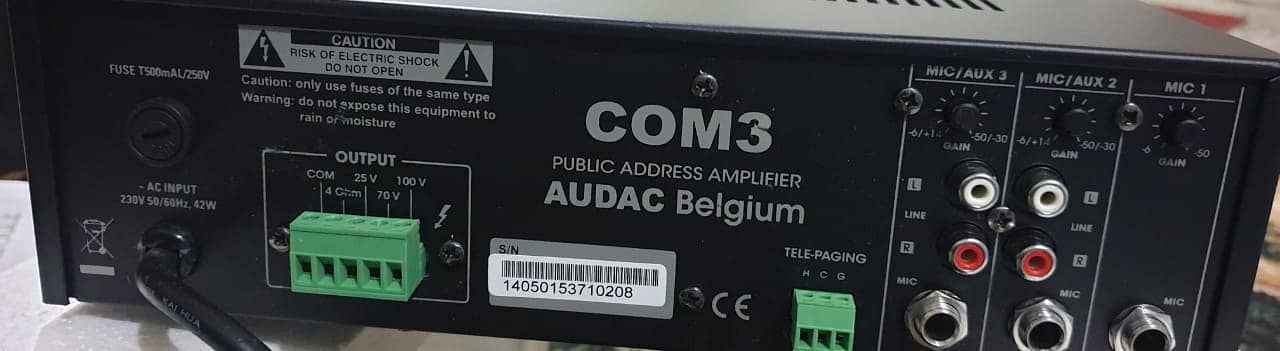 FUSE T500mAL/250V
CAUTION
RISK OF ELECTRIC SHOCK
DO NOT OPEN
Caution: only use fuses of the same type
Warning: do not expose this equipment to
rain or moisture
~ AC INPUT
230V 50/60Hz, 42W
KAI HUA
OUTPUT
COM 25 V 100 V
4 Ohm 70 V
COM3
PUBLIC ADDRESS AMPLIFIER
AUDAC Belgium
S/N
14050153710208
CE
TELE-PAGING
H C G
MIC/AUX 3
-6/+14 -50/-30
GAIN
L
LINE
R
MIC
MIC/AUX 2
-6/+14 -50/-30
GAIN
L
LINE
R
MIC
MIC 1
-6 -50
GAIN
MIC